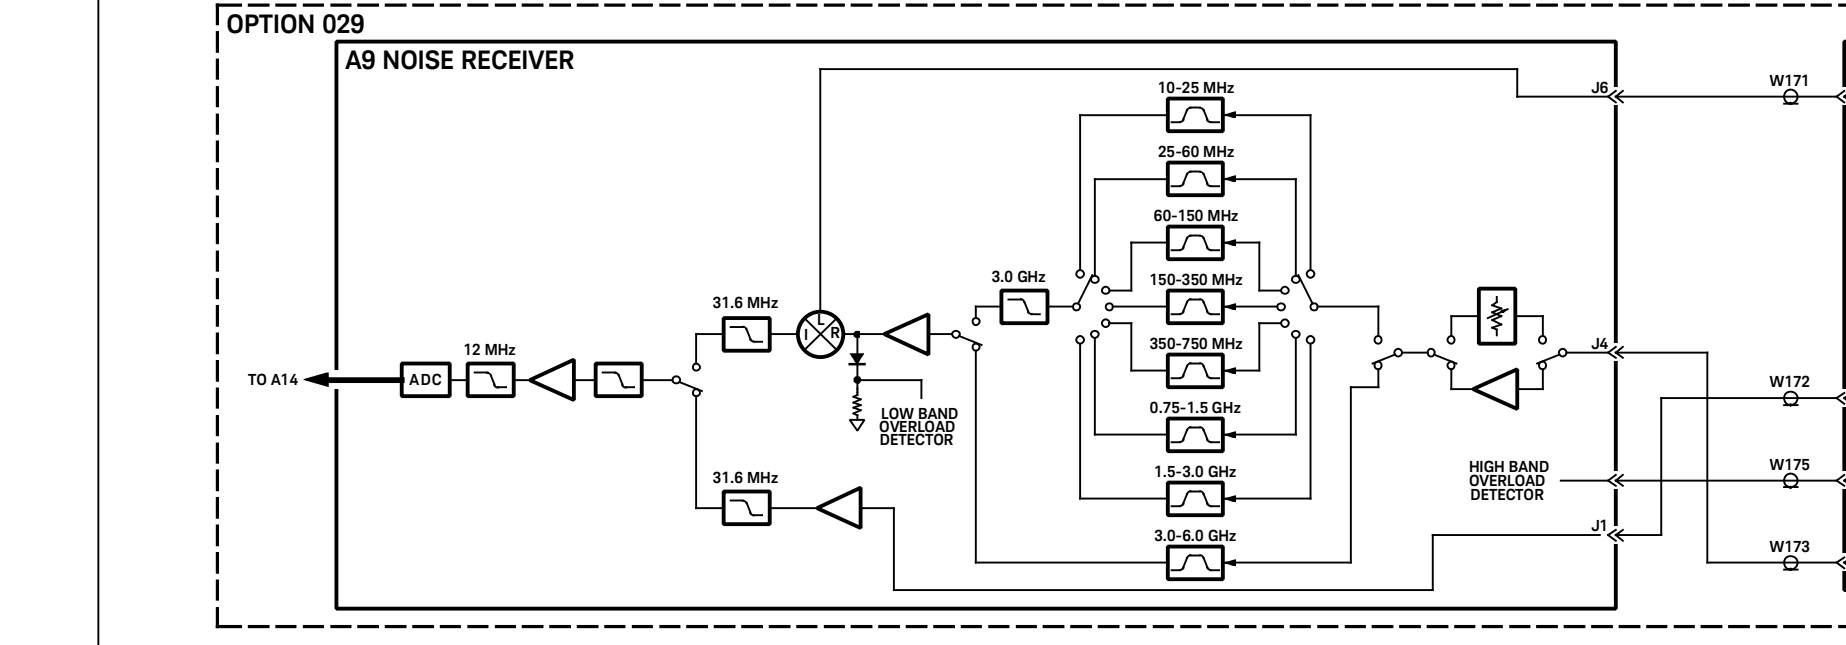 OPTION 029
A9 NOISE RECEIVER
J6
W171
10-25 MHz
25-60 MHz
60-150 MHz
150-350 MHz
350-750 MHz
0.75-1.5 GHz
1.5-3.0 GHz
3.0-6.0 GHz
3.0 GHz
31.6 MHz
L
I
R
12 MHz
ADC
TO A14
LOW BAND
OVERLOAD
DETECTOR
31.6 MHz
J4
W172
HIGH BAND
OVERLOAD
DETECTOR
W175
J1
W173